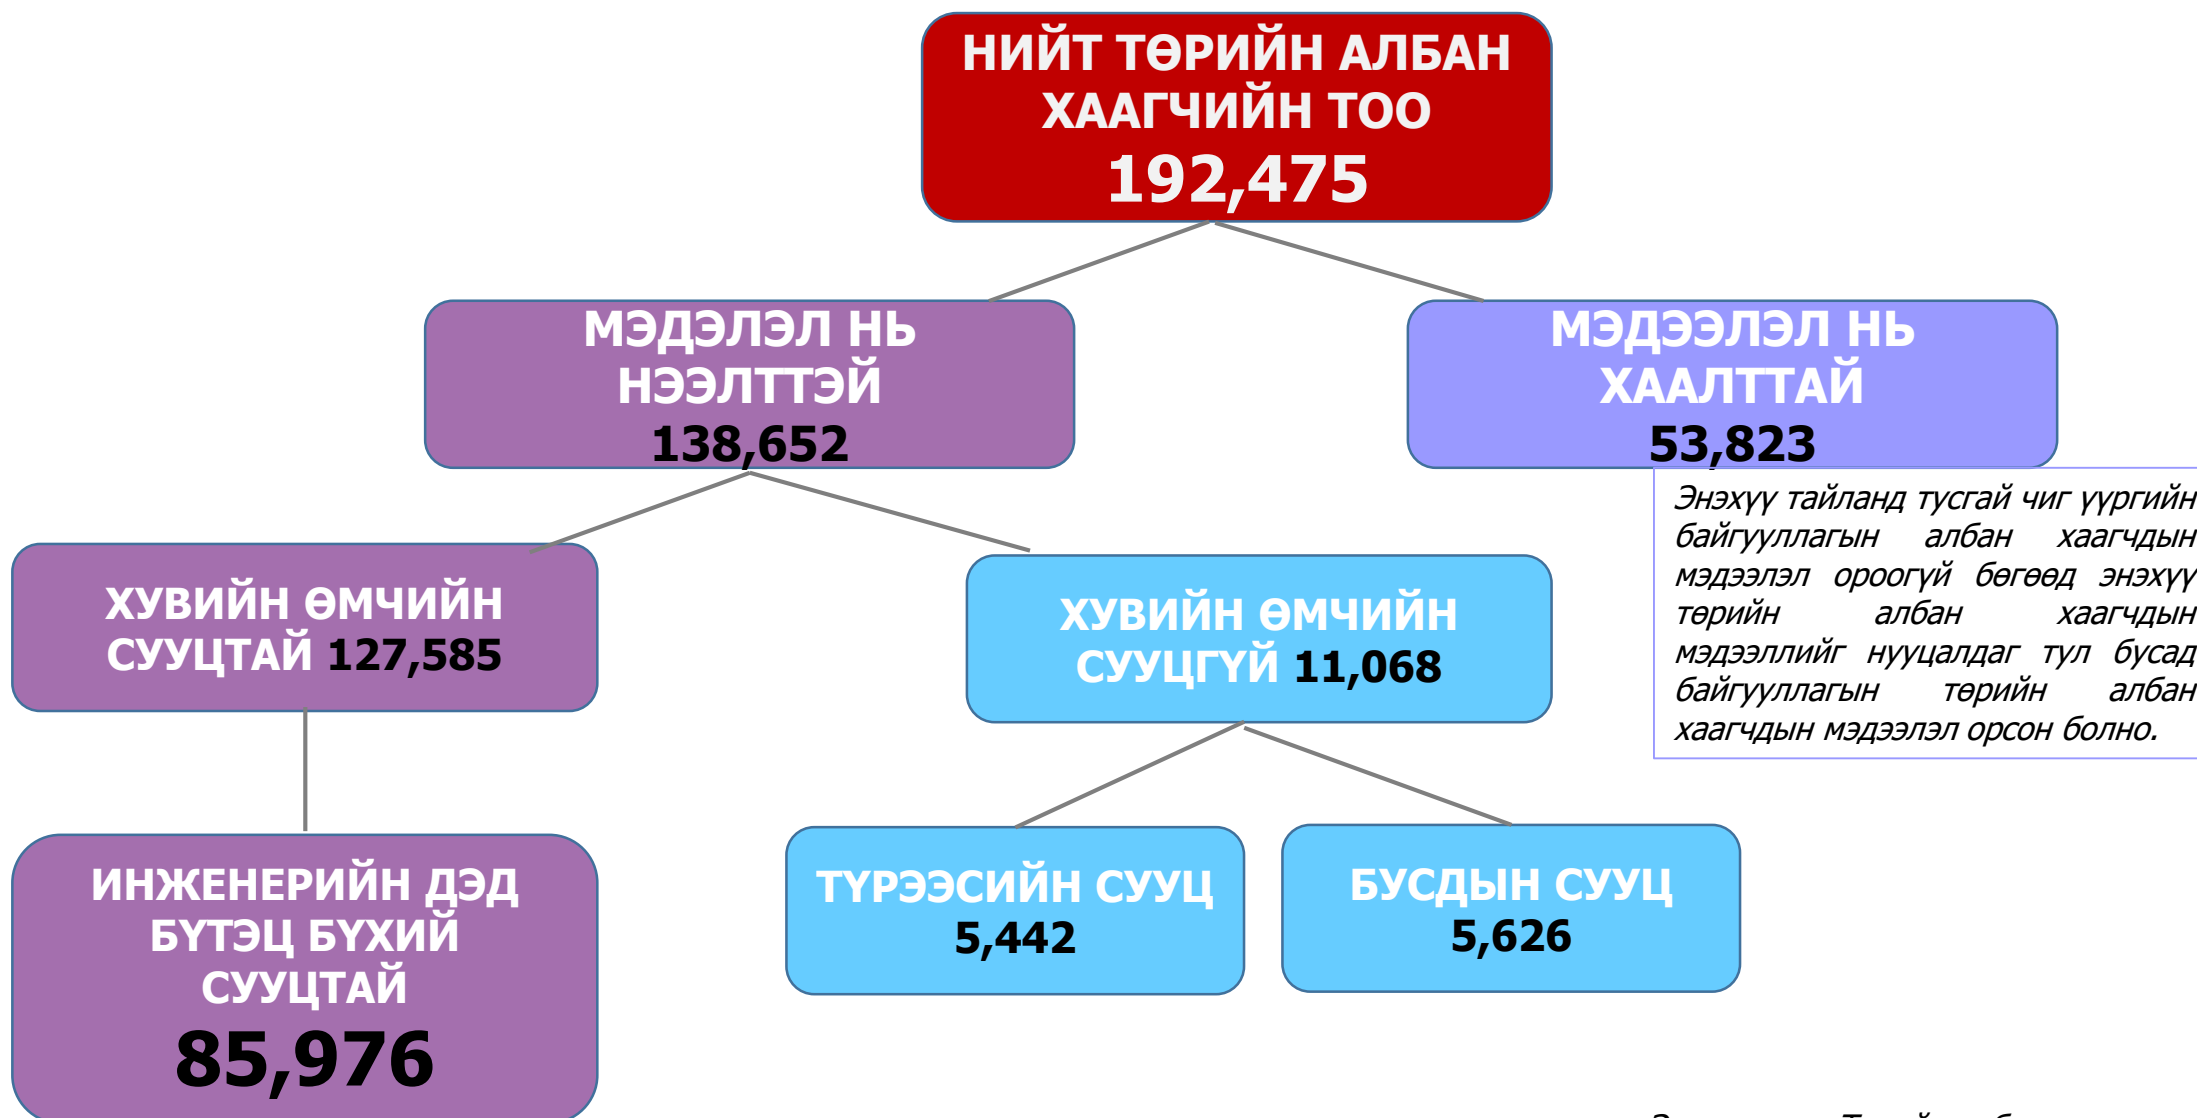 НИЙТ ТӨРИЙН АЛБАН
ХААГЧИЙН ТОО
192,475
МЭДЭЛЭЛ НЬ
НЭЭЛТТЭЙ
138,652
МЭДЭЭЛЭЛ НЬ
ХААЛТТАЙ
53,823
Энэхүү тайланд тусгай чиг үүргийн
байгууллагын албан хаагчдын
мэдээлэл ороогүй бөгөөд энэхүү
төрийн албан хаагчдын
мэдээллийг нууцалдаг тул бусад
байгууллагын төрийн албан
хаагчдын мэдээлэл орсон болно.
ХУВИЙН ӨМЧИЙН
СУУЦТАЙ 127,585
ХУВИЙН ӨМЧИЙН
СУУЦГҮЙ 11,068
ИНЖЕНЕРИЙН ДЭД
БҮТЭЦ БҮХИЙ
СУУЦТАЙ
85,976
ТҮРЭЭСИЙН СУУЦ
5,442
БУСДЫН СУУЦ
5,626